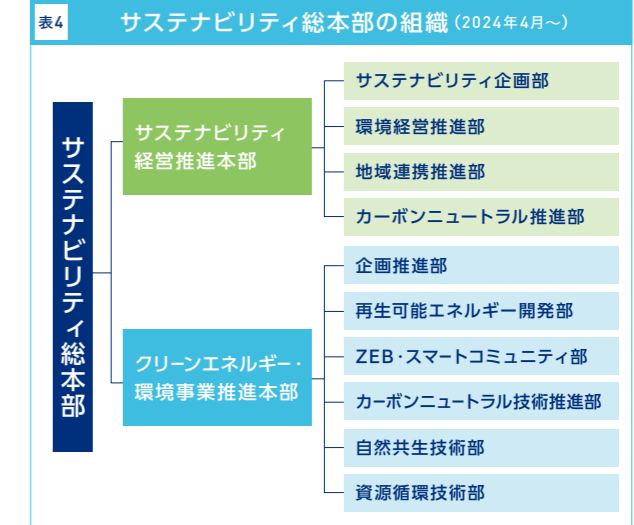 表4
サステナビリティ総本部の組織(2024年4月~)
サステナビリティ総本部
サステナビリティ
経営推進本部
サステナビリティ企画部
環境経営推進部
地域連携推進部
カーボンニュートラル推進部
クリーンエネルギー・
環境事業推進本部
企画推進部
再生可能エネルギー開発部
ZEB・スマートコミュニティ部
カーボンニュートラル技術推進部
自然共生技術部
資源循環技術部